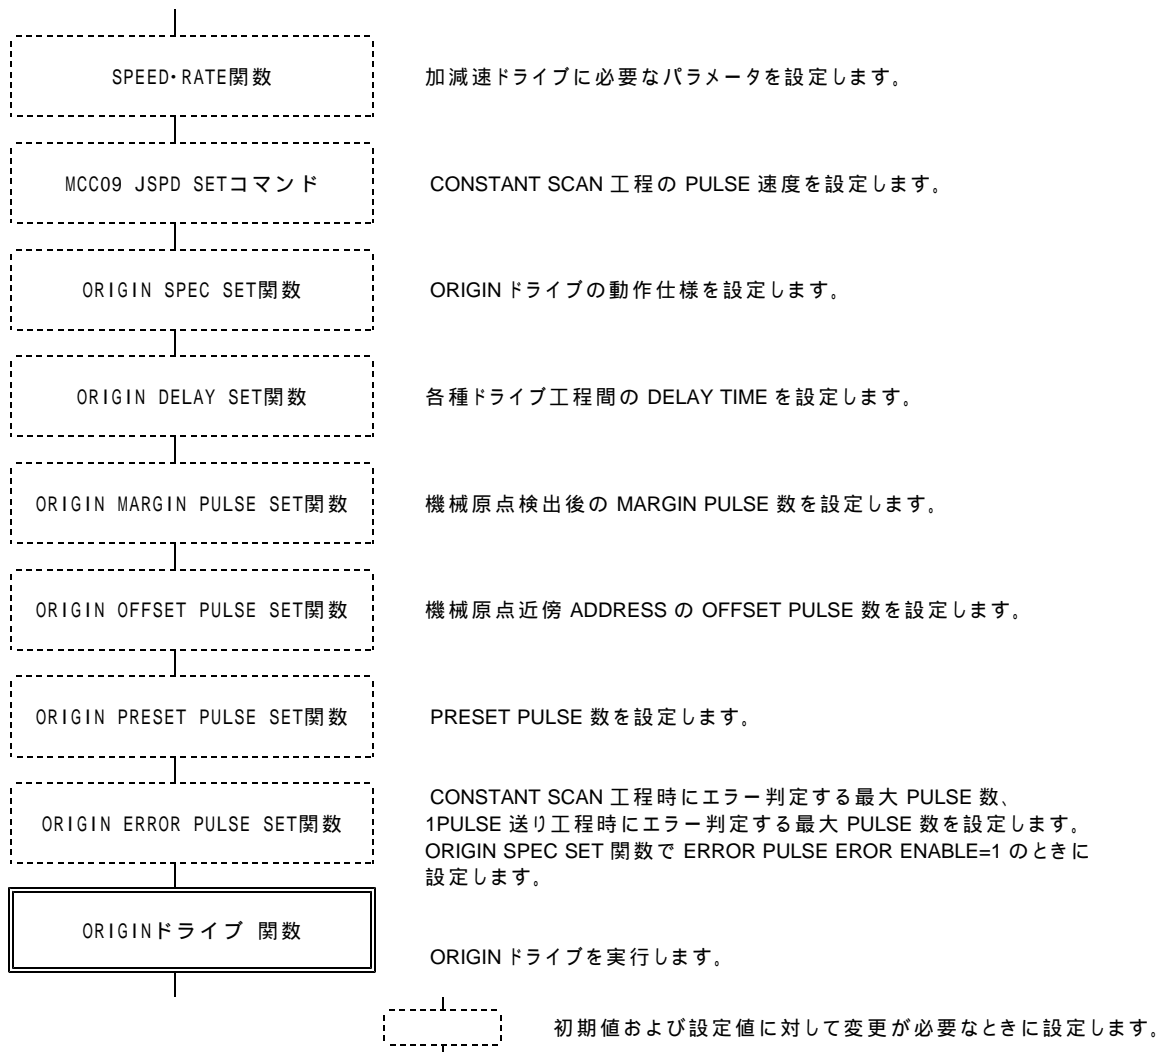 SPEED・RATE関数
加減速ドライブに必要なパラメータを設定します。
MCC09 JSPD SETコマンド
CONSTANT SCAN 工程の PULSE 速度を設定します。
ORIGIN SPEC SET関数
ORIGIN ドライブの動作仕様を設定します。
ORIGIN DELAY SET関数
各種ドライブ工程間の DELAY TIME を設定します。
ORIGIN MARGIN PULSE SET関数
機械原点検出後の MARGIN PULSE 数を設定します。
ORIGIN OFFSET PULSE SET関数
機械原点近傍 ADDRESS の OFFSET PULSE 数を設定します。
ORIGIN PRESET PULSE SET関数
PRESET PULSE 数を設定します。
ORIGIN ERROR PULSE SET関数
CONSTANT SCAN 工程時にエラー判定する最大 PULSE 数、
1PULSE 送り工程時にエラー判定する最大 PULSE 数を設定します。
ORIGIN SPEC SET 関数で ERROR PULSE EROR ENABLE=1 のときに
設定します。
ORIGINドライブ 関数
ORIGIN ドライブを実行します。
初期値および設定値に対して変更が必要なときに設定します。